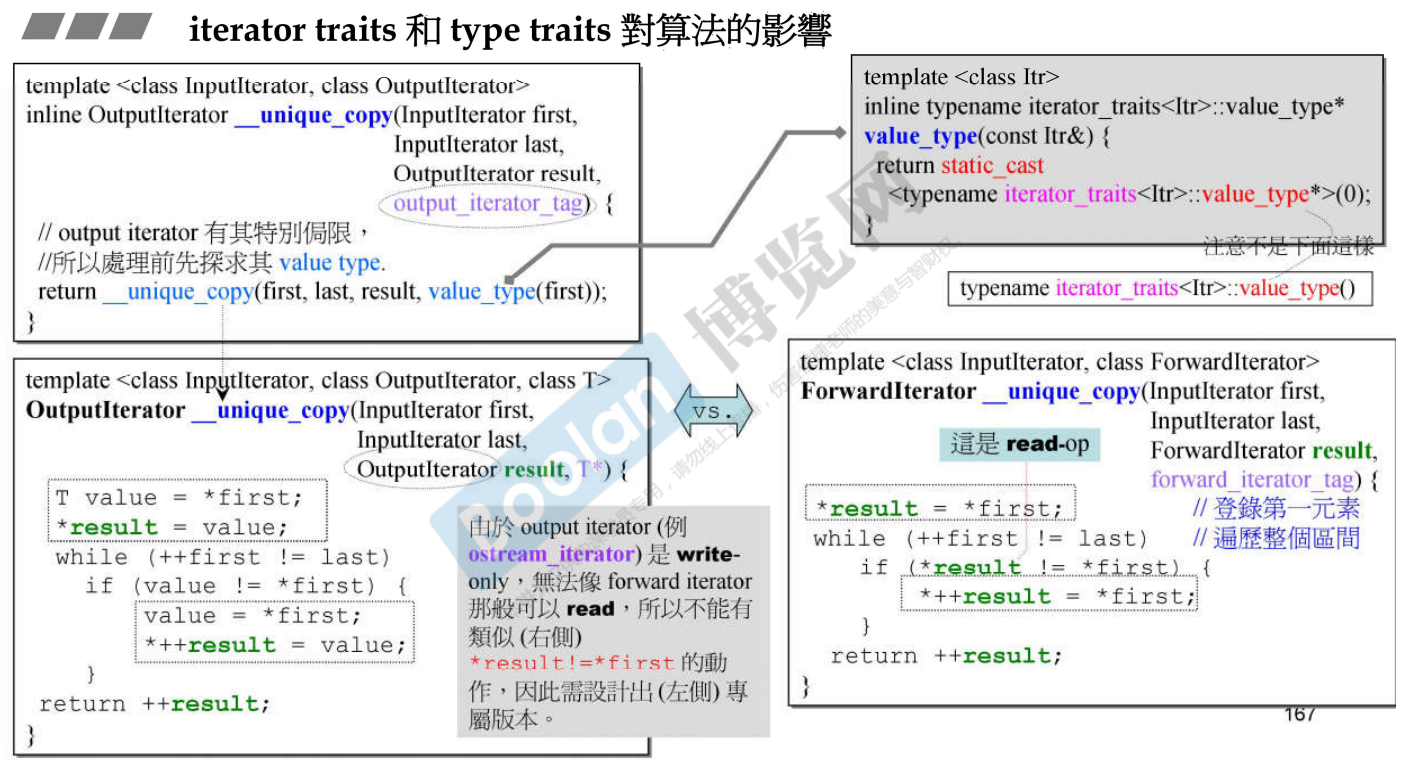 iterator traits 和 type traits 對算法的影響
template <class InputIterator, class OutputIterator>
inline OutputIterator __unique_copy(InputIterator first,
InputIterator last,
OutputIterator result,
output_iterator_tag) {
// output iterator 有其特別侷限，
//所以處理前先探求其 value type.
return __unique_copy(first, last, result, value_type(first));
}
template <class Itr>
inline typename iterator_traits<Itr>::value_type*
value_type(const Itr&) {
return static_cast
<typename iterator_traits<Itr>::value_type*>(0);
}
注意不是下面這樣
typename iterator_traits<Itr>::value_type()
template <class InputIterator, class OutputIterator, class T>
OutputIterator __unique_copy(InputIterator first,
InputIterator last,
OutputIterator result, T*) {
T value = *first;
*result = value;
while (++first != last)
if (value != *first) {
value = *first;
*++result = value;
}
return ++result;
}
由於 output iterator (例
ostream_iterator) 是 write-
only，無法像 forward iterator
那般可以 read，所以不能有
類似 (右側)
*result!=*first 的動
作，因此需設計出 (左側) 專
屬版本。
vs.
template <class InputIterator, class ForwardIterator>
ForwardIterator __unique_copy(InputIterator first,
InputIterator last,
ForwardIterator result,
forward_iterator_tag) {
這是 read-op
*result = *first; // 登錄第一元素
while (++first != last) // 遍歷整個區間
if (*result != *first) {
*++result = *first;
}
return ++result;
}
167
Boolan 博览网